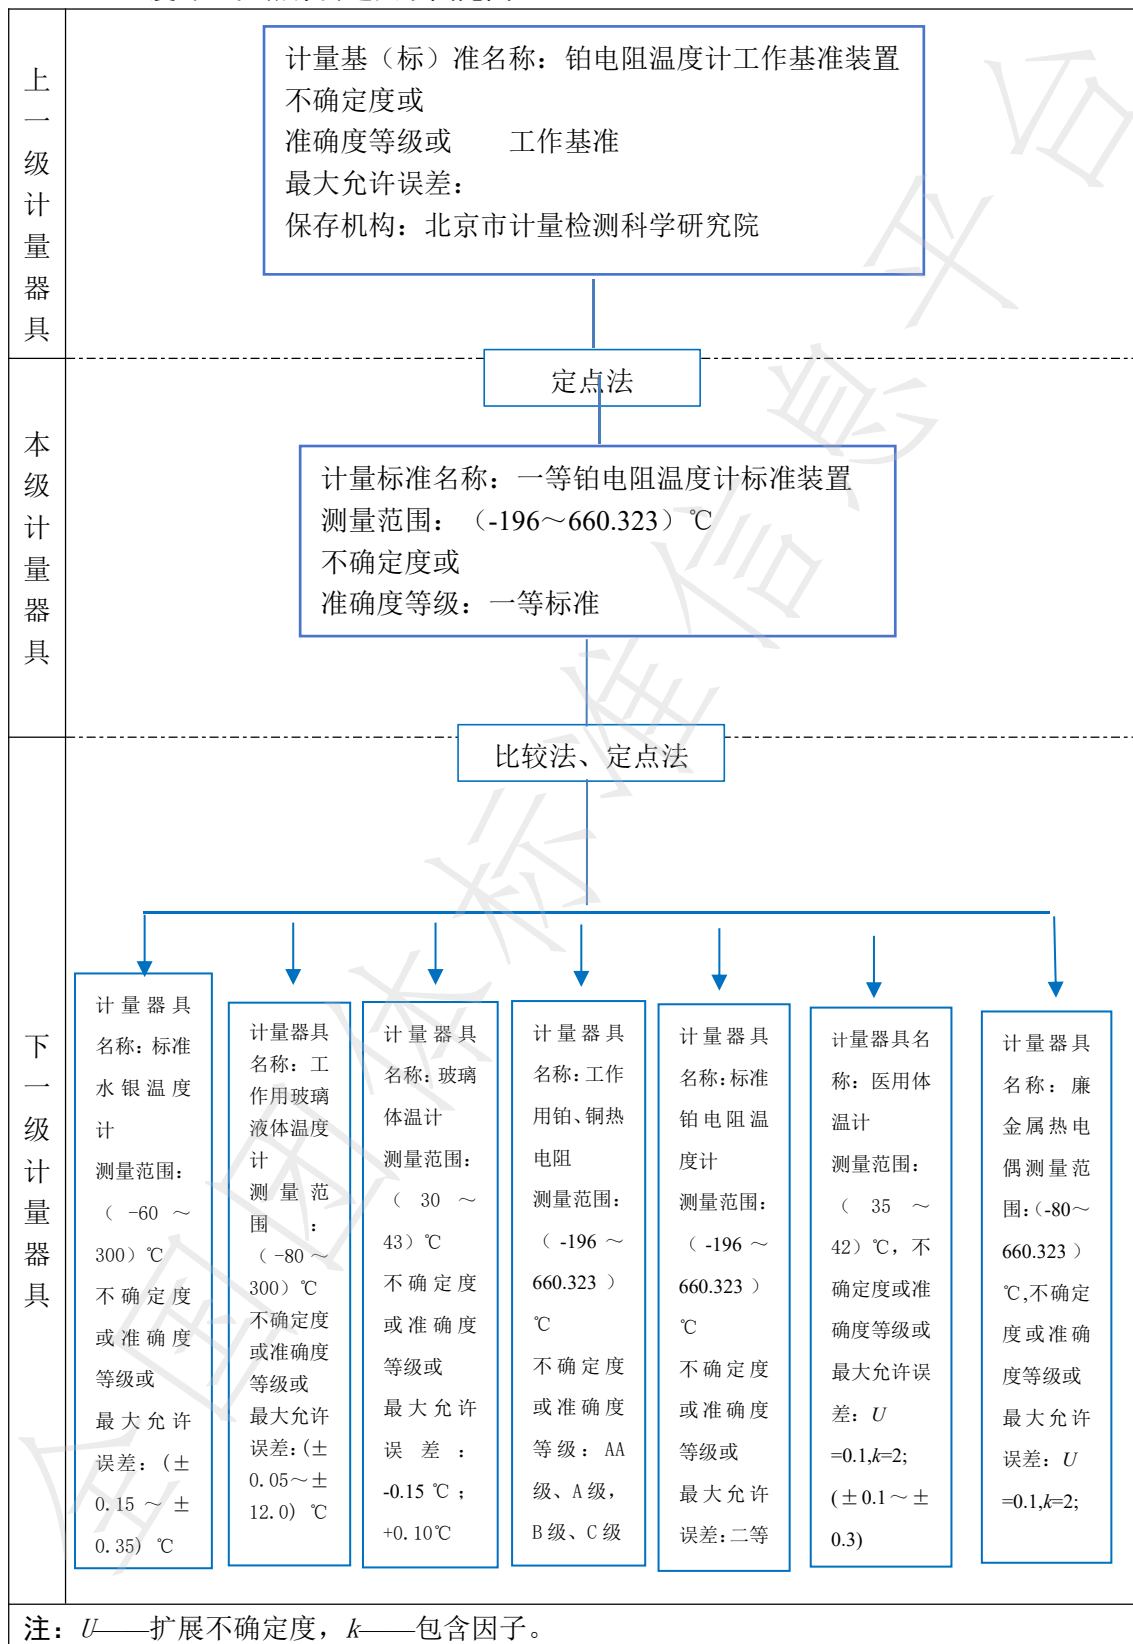 上一级计量器具
计量基（标）准名称：铂电阻温度计工作基准装置
不确定度或
准确度等级或　　工作基准
最大允许误差：
保存机构：北京市计量检测科学研究院
定点法
本级计量器具
计量标准名称：一等铂电阻温度计标准装置
测量范围：（-196～660.323）℃
不确定度或
准确度等级：一等标准
比较法、定点法
下一级计量器具
计量器具
名称：标准
水银温度
计
测量范围：
（ -60 ～
300）℃
不确定度
或准确度
等级或
最大允许
误差：(±
0.15 ～ ±
0.35) ℃
计量器具
名称：工
作用玻璃
液体温度
计
测量范
围：
（-80～
300）℃
不确定度
或准确度
等级或
最大允许
误差：(±
0.05～±
12.0) ℃
计量器具
名称：玻璃
体温计
测量范围：
（ 30 ～
43）℃
不确定度
或准确度
等级或
最大允许
误差：
-0.15 ℃；
+0.10℃
计量器具
名称：工作
用铂、铜热
电阻
测量范围：
（ -196 ～
660.323 ）
℃
不确定度
或准确度
等级：AA
级、A 级，
B 级、C 级
计量器具
名称：标准
铂电阻温
度计
测量范围：
（ -196 ～
660.323 ）
℃
不确定度
或准确度
等级或
最大允许
误差：二等
计量器具名
称：医用体
温计
测量范围：
（ 35 ～
42）℃，不
确定度或准
确度等级或
最大允许误
差：U
=0.1,k=2;
(±0.1～±
0.3)
计量器具
名称：廉
金属热电
偶测量范
围：（-80～
660.323 ）
℃,不确定
度或准确
度等级或
最大允许
误差：U
=0.1,k=2;
注：U——扩展不确定度，k——包含因子。
全国团体标准信息平台